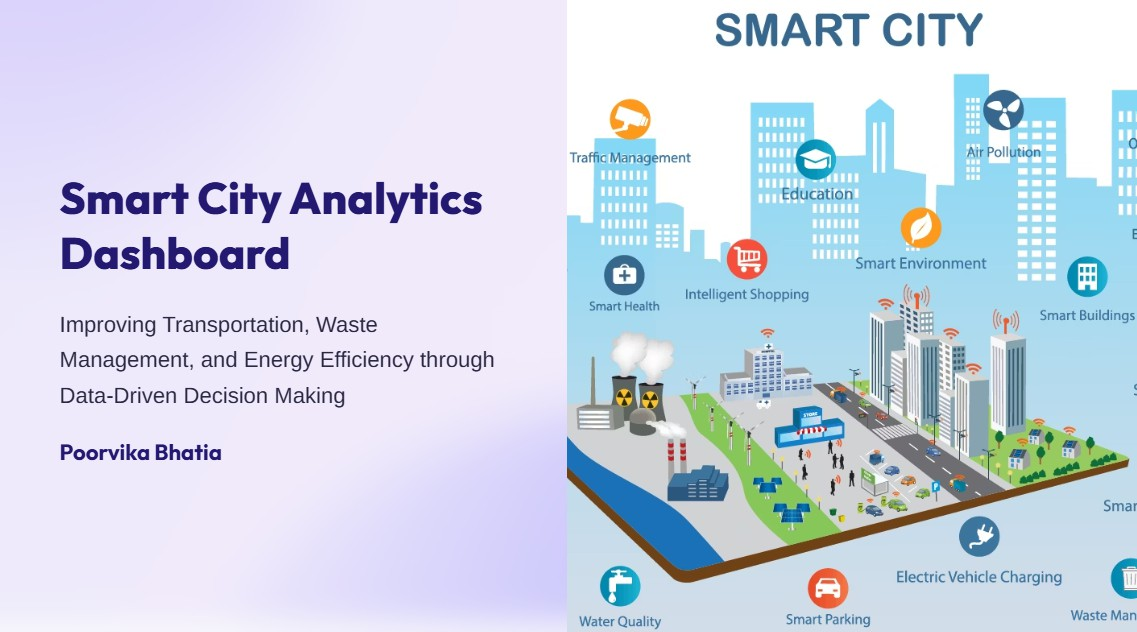 Smart City Analytics
Dashboard
Improving Transportation, Waste
Management, and Energy Efficiency through
Data-Driven Decision Making
Poorvika Bhatia
SMART CITY
Traffic Management
Education
Air Pollution
Smart Environment
Smart Health
Intelligent Shopping
Smart Buildings
STORE
P
Electric Vehicle Charging
Water Quality
Smart Parking